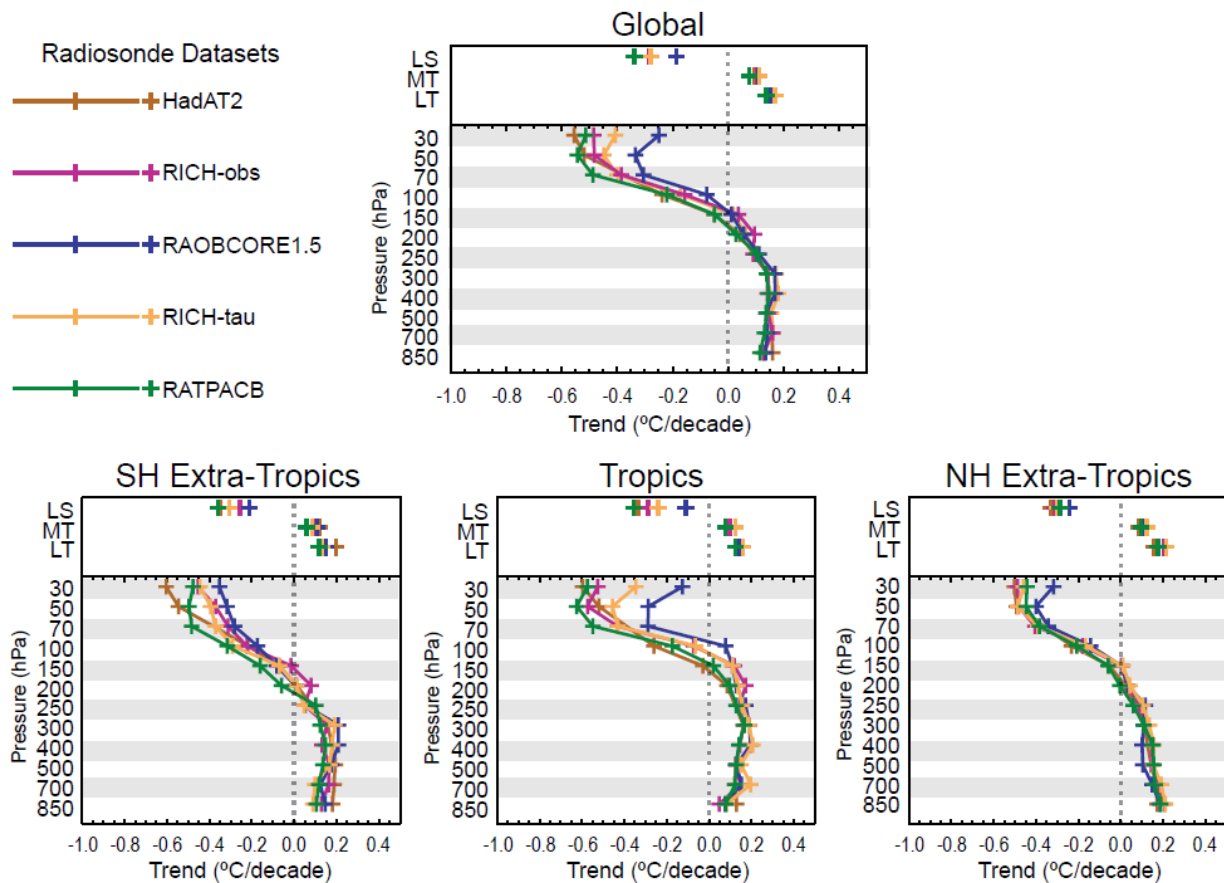 Global
Radiosonde Datasets
HadAT2
RICH-obs
RAOBCORE1.5
RICH-tau
RATPACB
LS
MT
LT
Pressure (hPa)
30
50
70
100
150
200
250
300
400
500
700
850
-1.0 -0.8 -0.6 -0.4 -0.2 0.0 0.2 0.4
Trend (ºC/decade)
SH Extra-Tropics
LS
MT
LT
Pressure (hPa)
30
50
70
100
150
200
250
300
400
500
700
850
-1.0 -0.8 -0.6 -0.4 -0.2 0.0 0.2 0.4
Trend (ºC/decade)
Tropics
LS
MT
LT
Pressure (hPa)
30
50
70
100
150
200
250
300
400
500
700
850
-1.0 -0.8 -0.6 -0.4 -0.2 0.0 0.2 0.4
Trend (ºC/decade)
NH Extra-Tropics
LS
MT
LT
Pressure (hPa)
30
50
70
100
150
200
250
300
400
500
700
850
-1.0 -0.8 -0.6 -0.4 -0.2 0.0 0.2 0.4
Trend (ºC/decade)